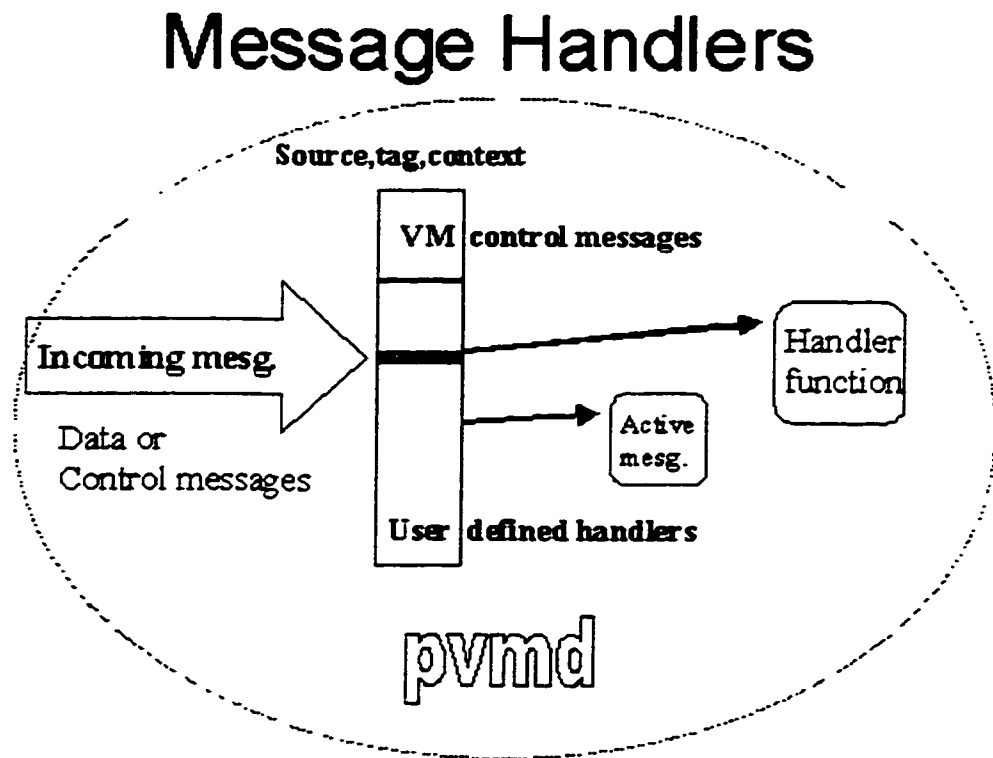 Message Handlers
Source,tag,context
VM control messages
Incoming mesg.
Handler
function
Data or
Control messages
Active
mesg.
User defined handlers
pvmd